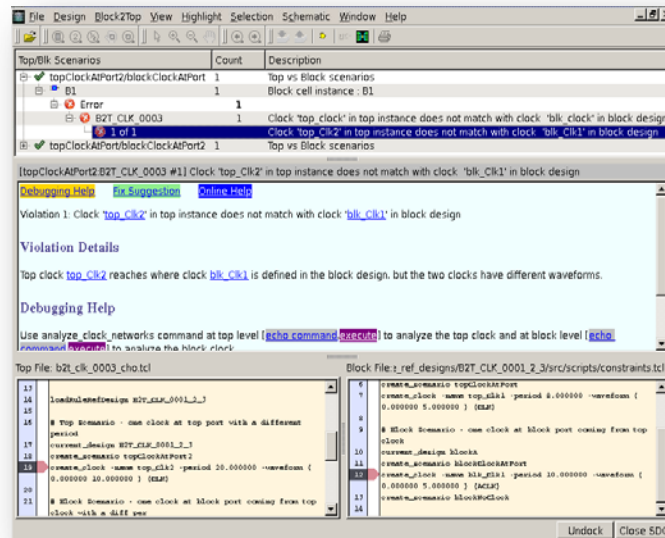 File Design Block2Top View Highlight Selection Schematic Window Help
Top/Blk Scenarios Count Description
topClockAtPort2/blockClockAtPort 1 Top vs Block scenarios
B1 1 Block cell instance : B1
Error 1
B2T_CLK_0003 1 Clock 'top_clock' in top instance does not match with clock 'blk_clock' in block design
1 of 1 Clock 'top_Clk2' in top instance does not match with clock 'blk_Clk1' in block design
topClockAtPort/blockClockAtPort2 1 Top vs Block scenarios
[topClockAtPort2:B2T_CLK_0003 #1] Clock 'top_Clk2' in top instance does not match with clock 'blk_Clk1' in block design
Debugging Help Fix Suggestion Online Help
Violation 1: Clock 'top_Clk2' in top instance does not match with clock 'blk_Clk1' in block design
Violation Details
Top clock top_Clk2 reaches where clock blk_Clk1 is defined in the block design. but the two clocks have different waveforms.
Debugging Help
Use analyze_clock_networks command at top level [echo command,execute] to analyze the top clock and at block level [echo
command,execute] to analyze the block clock
Top File: b2t_clk_0003_cho.tcl
13
14 loadRuleRefDesign B2T_CLK_0001_2_3
15
16 # Top Scenario - one clock at top port with a different
period
17 current_design B2T_CLK_0001_2_3
18 create_scenario topClockAtPort2
19 create_clock -name top_Clk2 -period 20.000000 -waveform {
0.000000 10.000000 } {CLK}
20
21 # Block Scenario - one clock at block port coming from top
clock with a diff per
Block File: _ref_designs/B2T_CLK_0001_2_3/src/scripts/constraints.tcl
6 create_scenario topClockAtPort
7 create_clock -name top_Clk1 -period 8.000000 -waveform {
0.000000 5.000000 } {CLK}
8
9 # Block Scenario - one clock at block port coming from top
clock
10 current_design blockA
11 create_scenario blockClockAtPort
12 create_clock -name blk_Clk1 -period 10.000000 -waveform {
0.000000 5.000000 } {ACLK}
13 create_scenario blockNoClock
14
Undock Close SDC